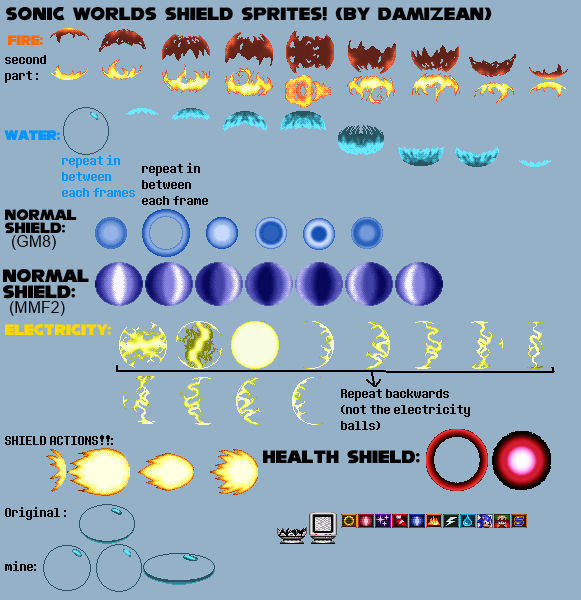 SONIC WORLDS SHIELD SPRITES! (BY DAMIZEAN)
FIRE:
second
part:
WATER:
repeat in
between
each frames
repeat in
between
each frame
NORMAL
SHIELD:
(GM8)
NORMAL
SHIELD:
(MMF2)
ELECTRICITY:
Repeat backwards
(not the electricity
balls)
SHIELD ACTIONS!!:
HEALTH SHIELD:
Original:
mine: